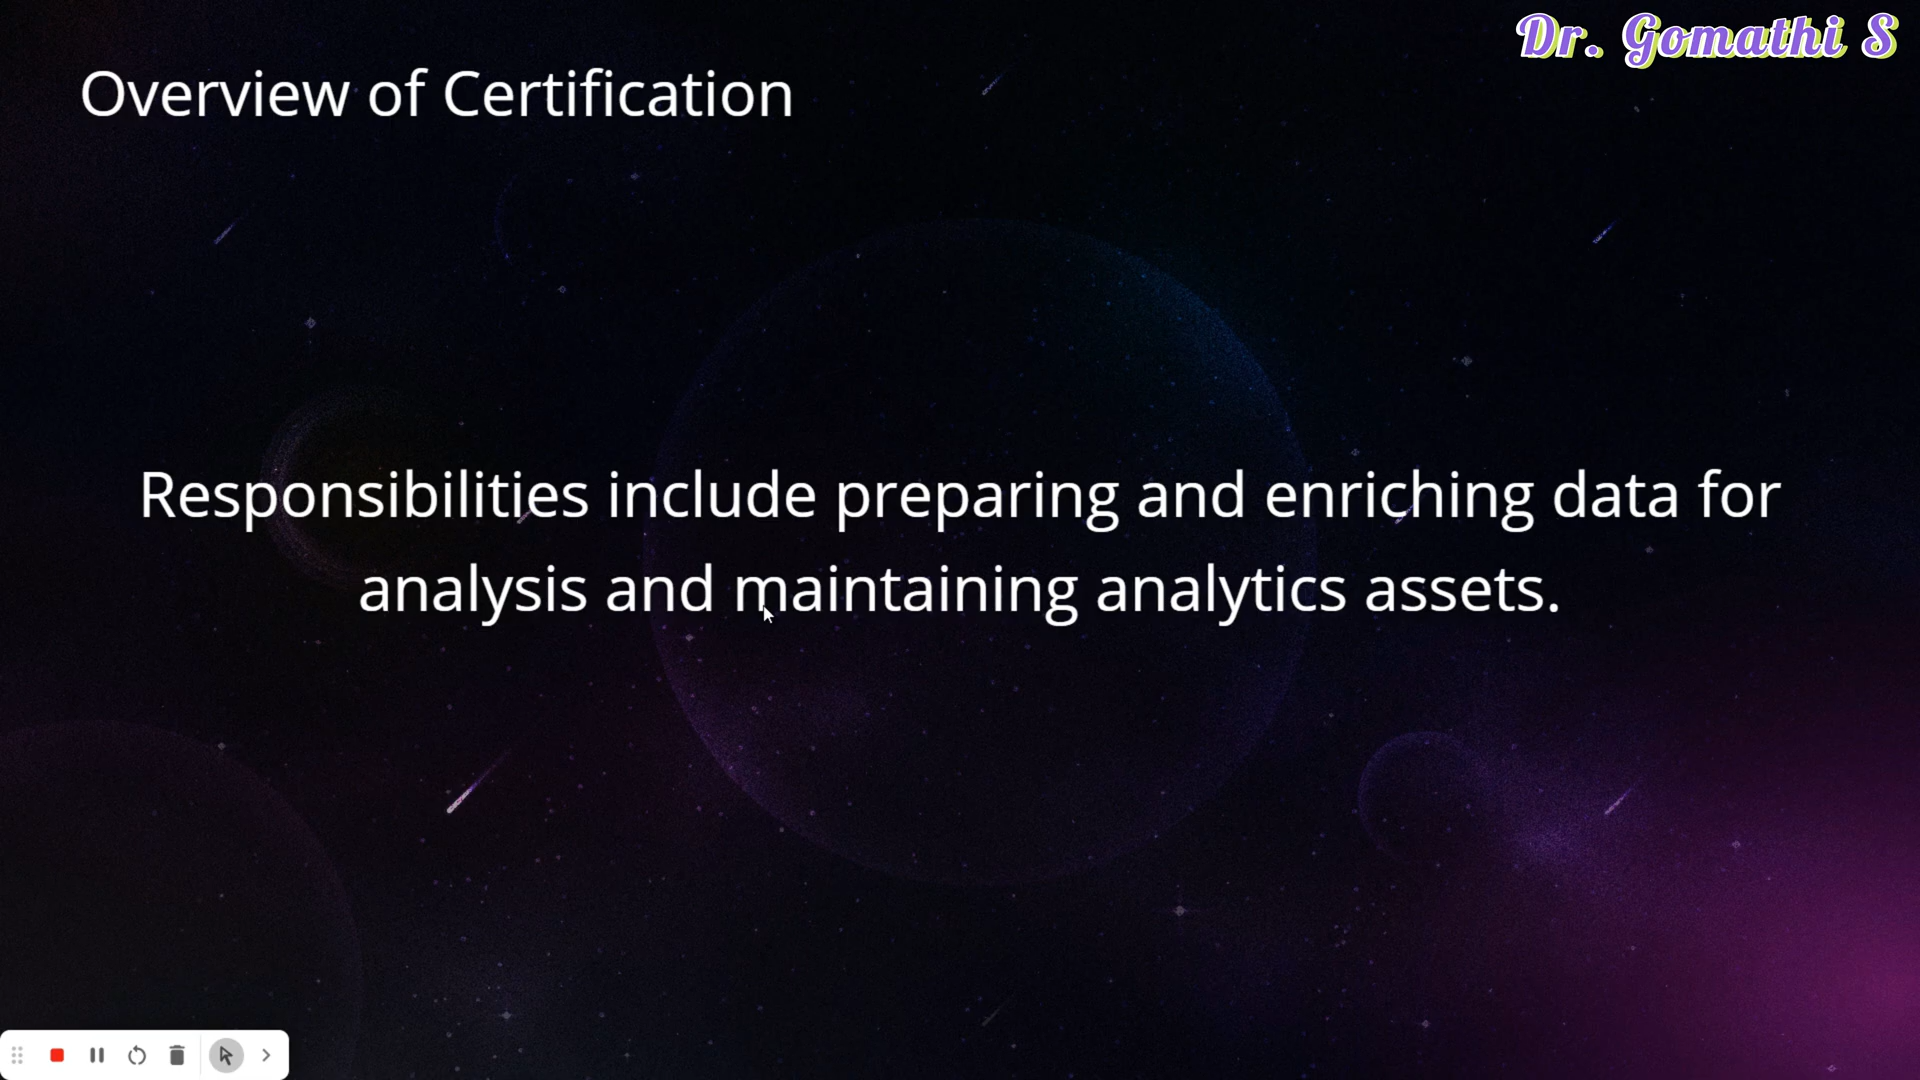 Dr. Gomathi S
Overview of Certification
Responsibilities include preparing and enriching data for
analysis and maintaining analytics assets.